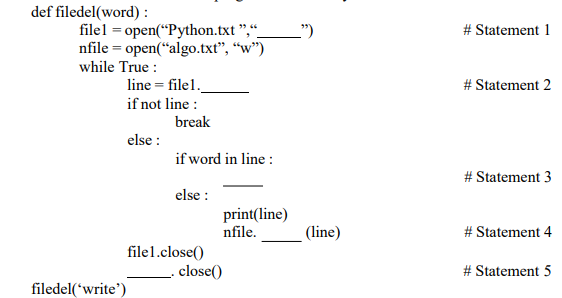 def filedel(word) :
file1 = open(“Python.txt ”,“______”) # Statement 1
nfile = open(“algo.txt”, “w”)
while True :
line = file1._______ # Statement 2
if not line :
break
else :
if word in line :
______ # Statement 3
else :
print(line)
nfile. ______ (line) # Statement 4
file1.close()
______. close() # Statement 5
filedel(‘write’)